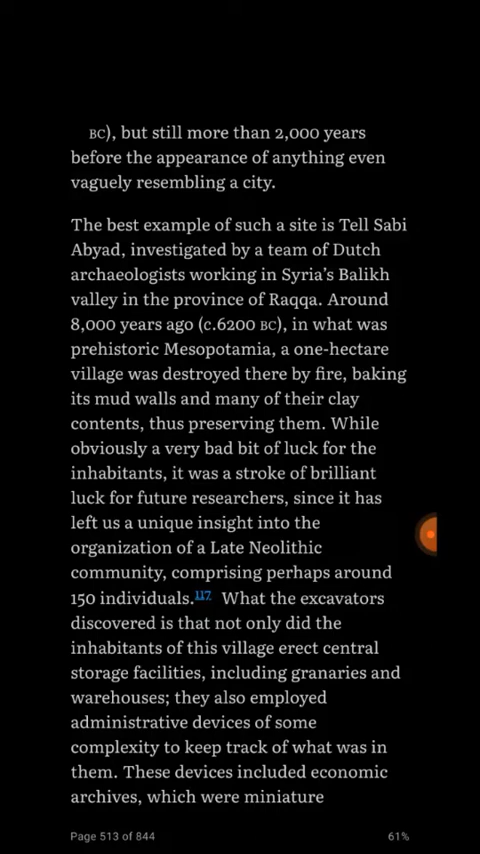 BC), but still more than 2,000 years
before the appearance of anything even
vaguely resembling a city.
The best example of such a site is Tell Sabi
Abyad, investigated by a team of Dutch
archaeologists working in Syria's Balikh
valley in the province of Raqqa. Around
8,000 years ago (c.6200 BC), in what was
prehistoric Mesopotamia, a one-hectare
village was destroyed there by fire, baking
its mud walls and many of their clay
contents, thus preserving them. While
obviously a very bad bit of luck for the
inhabitants, it was a stroke of brilliant
luck for future researchers, since it has
left us a unique insight into the
organization of a Late Neolithic
community, comprising perhaps around
150 individuals.117 What the excavators
discovered is that not only did the
inhabitants of this village erect central
storage facilities, including granaries and
warehouses; they also employed
administrative devices of some
complexity to keep track of what was in
them. These devices included economic
archives, which were miniature
Page 513 of 844 61%